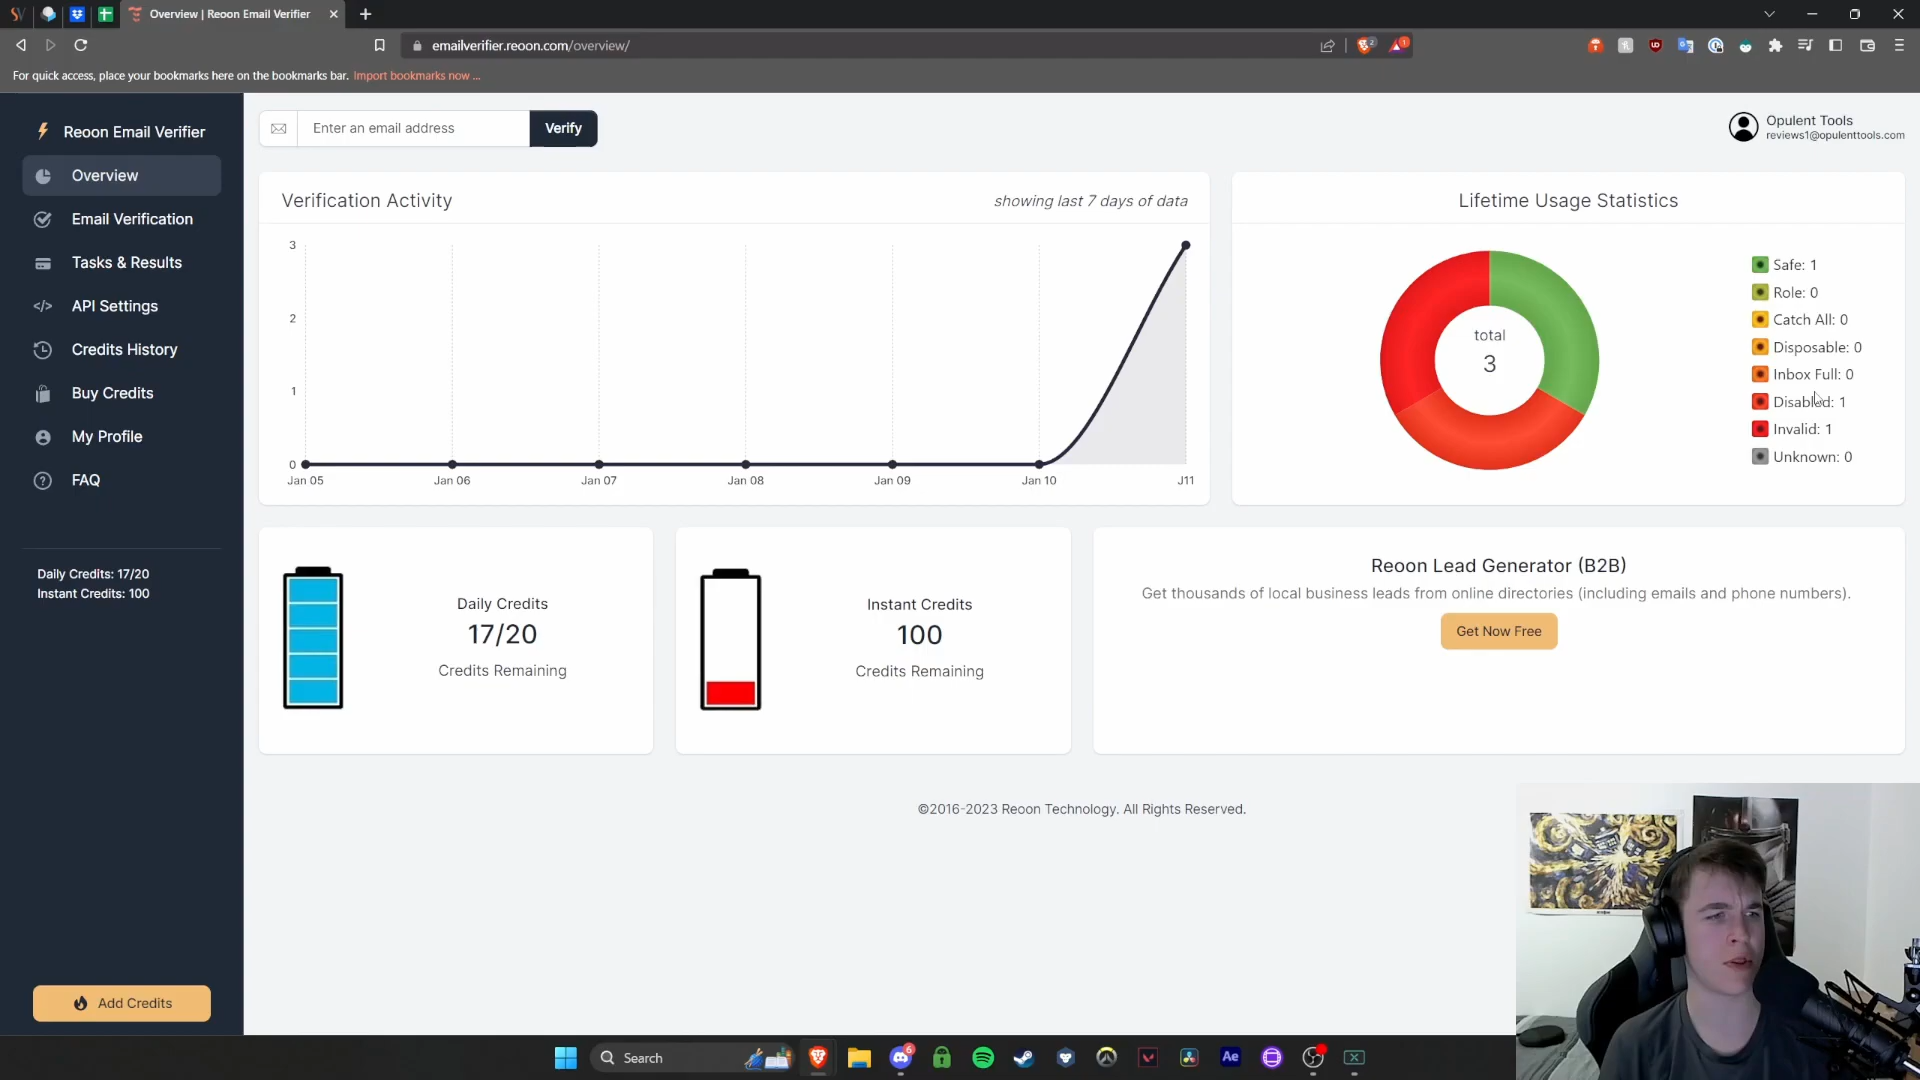 Overview | Reoon Email Verifier
emailverifier.reoon.com/overview/
For quick access, place your bookmarks here on the bookmarks bar. Import bookmarks now ...
Reoon Email Verifier
Overview
Email Verification
Tasks & Results
API Settings
Credits History
Buy Credits
My Profile
FAQ
Daily Credits: 17/20
Instant Credits: 100
Add Credits
Enter an email address
Verify
Opulent Tools
reviews1@opulenttools.com
Verification Activity
showing last 7 days of data
3
2
1
0
Jan 05
Jan 06
Jan 07
Jan 08
Jan 09
Jan 10
J11
Lifetime Usage Statistics
total
3
Safe: 1
Role: 0
Catch All: 0
Disposable: 0
Inbox Full: 0
Disabled: 1
Invalid: 1
Unknown: 0
Daily Credits
17/20
Credits Remaining
Instant Credits
100
Credits Remaining
Reoon Lead Generator (B2B)
Get thousands of local business leads from online directories (including emails and phone numbers).
Get Now Free
©2016-2023 Reoon Technology. All Rights Reserved.
Search
Ae